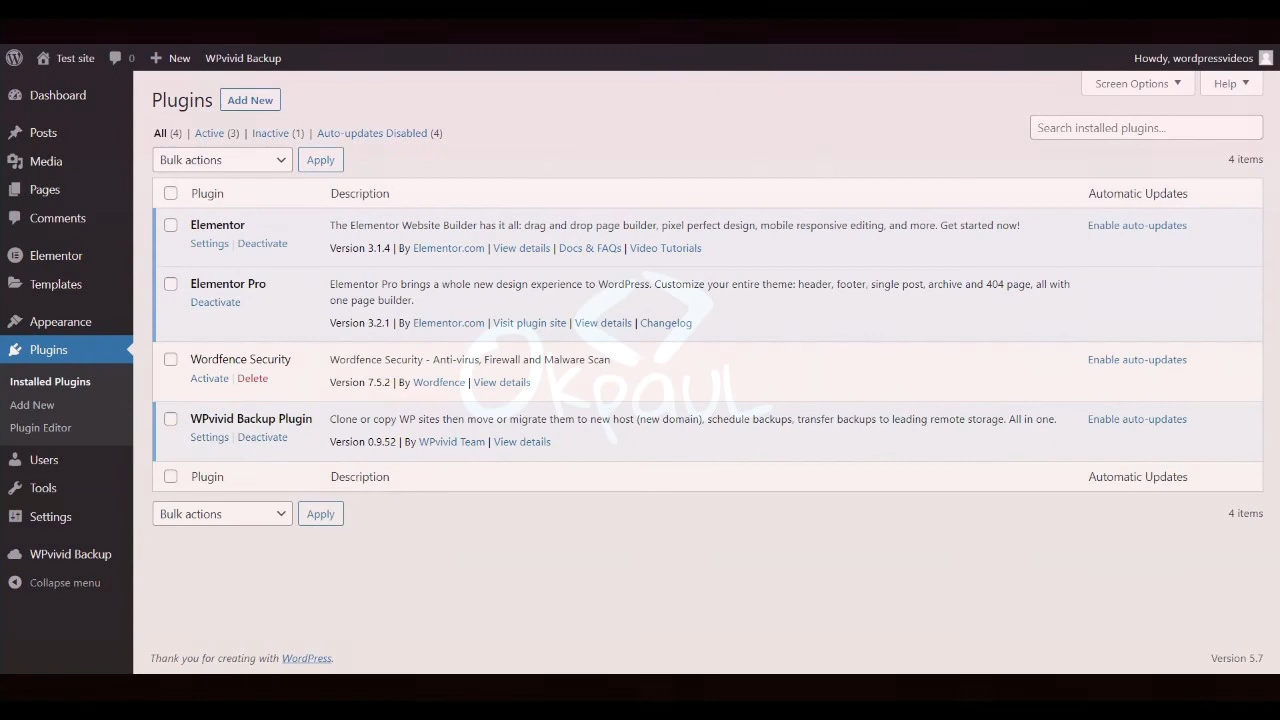 Test site 0 New WPvivid Backup Howdy, wordpressvideos
Screen Options Help
Dashboard
Posts
Media
Pages
Comments
Elementor
Templates
Appearance
Plugins
Installed Plugins
Add New
Plugin Editor
Users
Tools
Settings
WPvivid Backup
Collapse menu
Plugins Add New
All (4) | Active (3) | Inactive (1) | Auto-updates Disabled (4)
Search installed plugins...
Bulk actions Apply 4 items
Plugin Description Automatic Updates
Elementor The Elementor Website Builder has it all: drag and drop page builder, pixel perfect design, mobile responsive editing, and more. Get started now! Enable auto-updates
Settings | Deactivate Version 3.1.4 | By Elementor.com | View details | Docs & FAQs | Video Tutorials
Elementor Pro Elementor Pro brings a whole new design experience to WordPress. Customize your entire theme: header, footer, single post, archive and 404 page, all with
Deactivate one page builder.
Version 3.2.1 | By Elementor.com | Visit plugin site | View details | Changelog
Wordfence Security Wordfence Security - Anti-virus, Firewall and Malware Scan Enable auto-updates
Activate | Delete Version 7.5.2 | By Wordfence | View details
WPvivid Backup Plugin Clone or copy WP sites then move or migrate them to new host (new domain), schedule backups, transfer backups to leading remote storage. All in one. Enable auto-updates
Settings | Deactivate Version 0.9.52 | By WPvivid Team | View details
Plugin Description Automatic Updates
Bulk actions Apply 4 items
Thank you for creating with WordPress. Version 5.7
Okpaul